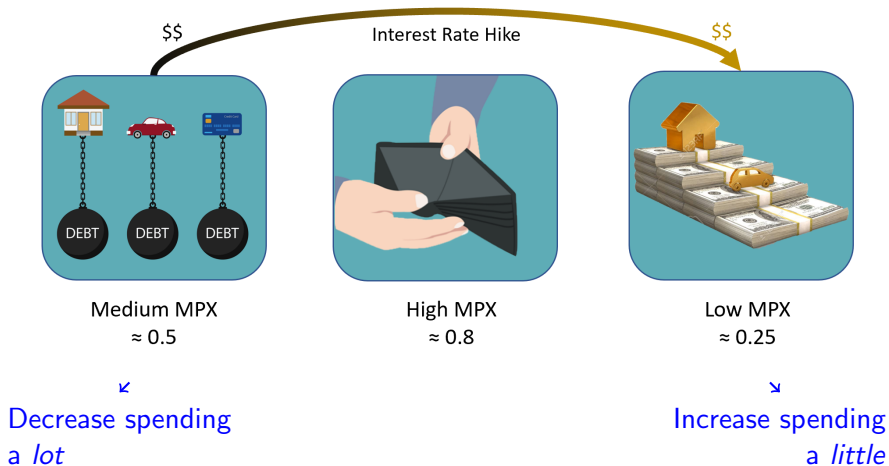 $$
Interest Rate Hike
$$
DEBT
DEBT
DEBT
Medium MPX
≈ 0.5
High MPX
≈ 0.8
Low MPX
≈ 0.25
Decrease spending
a lot
Increase spending
a little